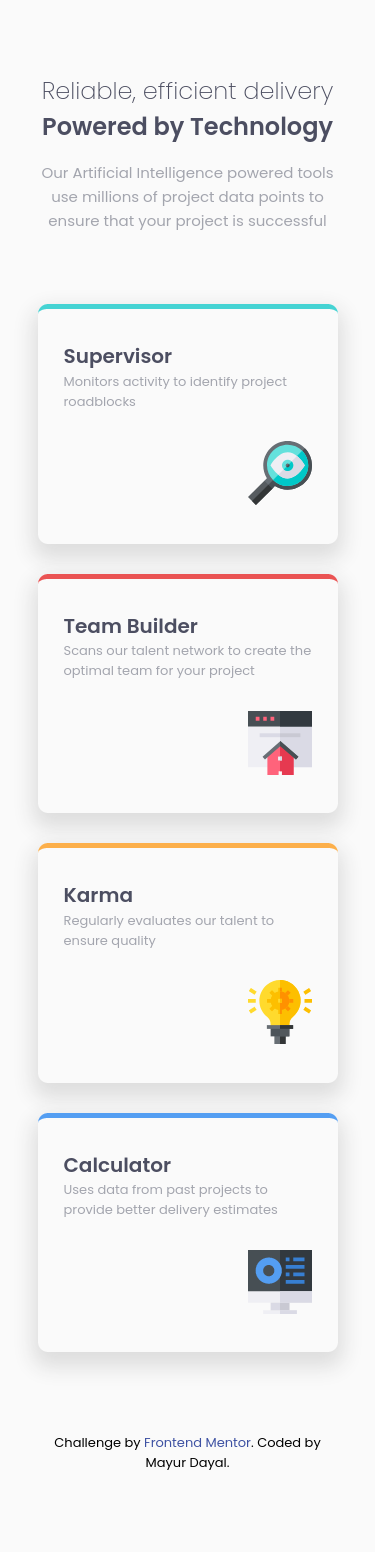 Reliable, efficient delivery
Powered by Technology
Our Artificial Intelligence powered tools
use millions of project data points to
ensure that your project is successful
Supervisor
Monitors activity to identify project
roadblocks
Team Builder
Scans our talent network to create the
optimal team for your project
Karma
Regularly evaluates our talent to
ensure quality
Calculator
Uses data from past projects to
provide better delivery estimates
Challenge by Frontend Mentor. Coded by
Mayur Dayal.